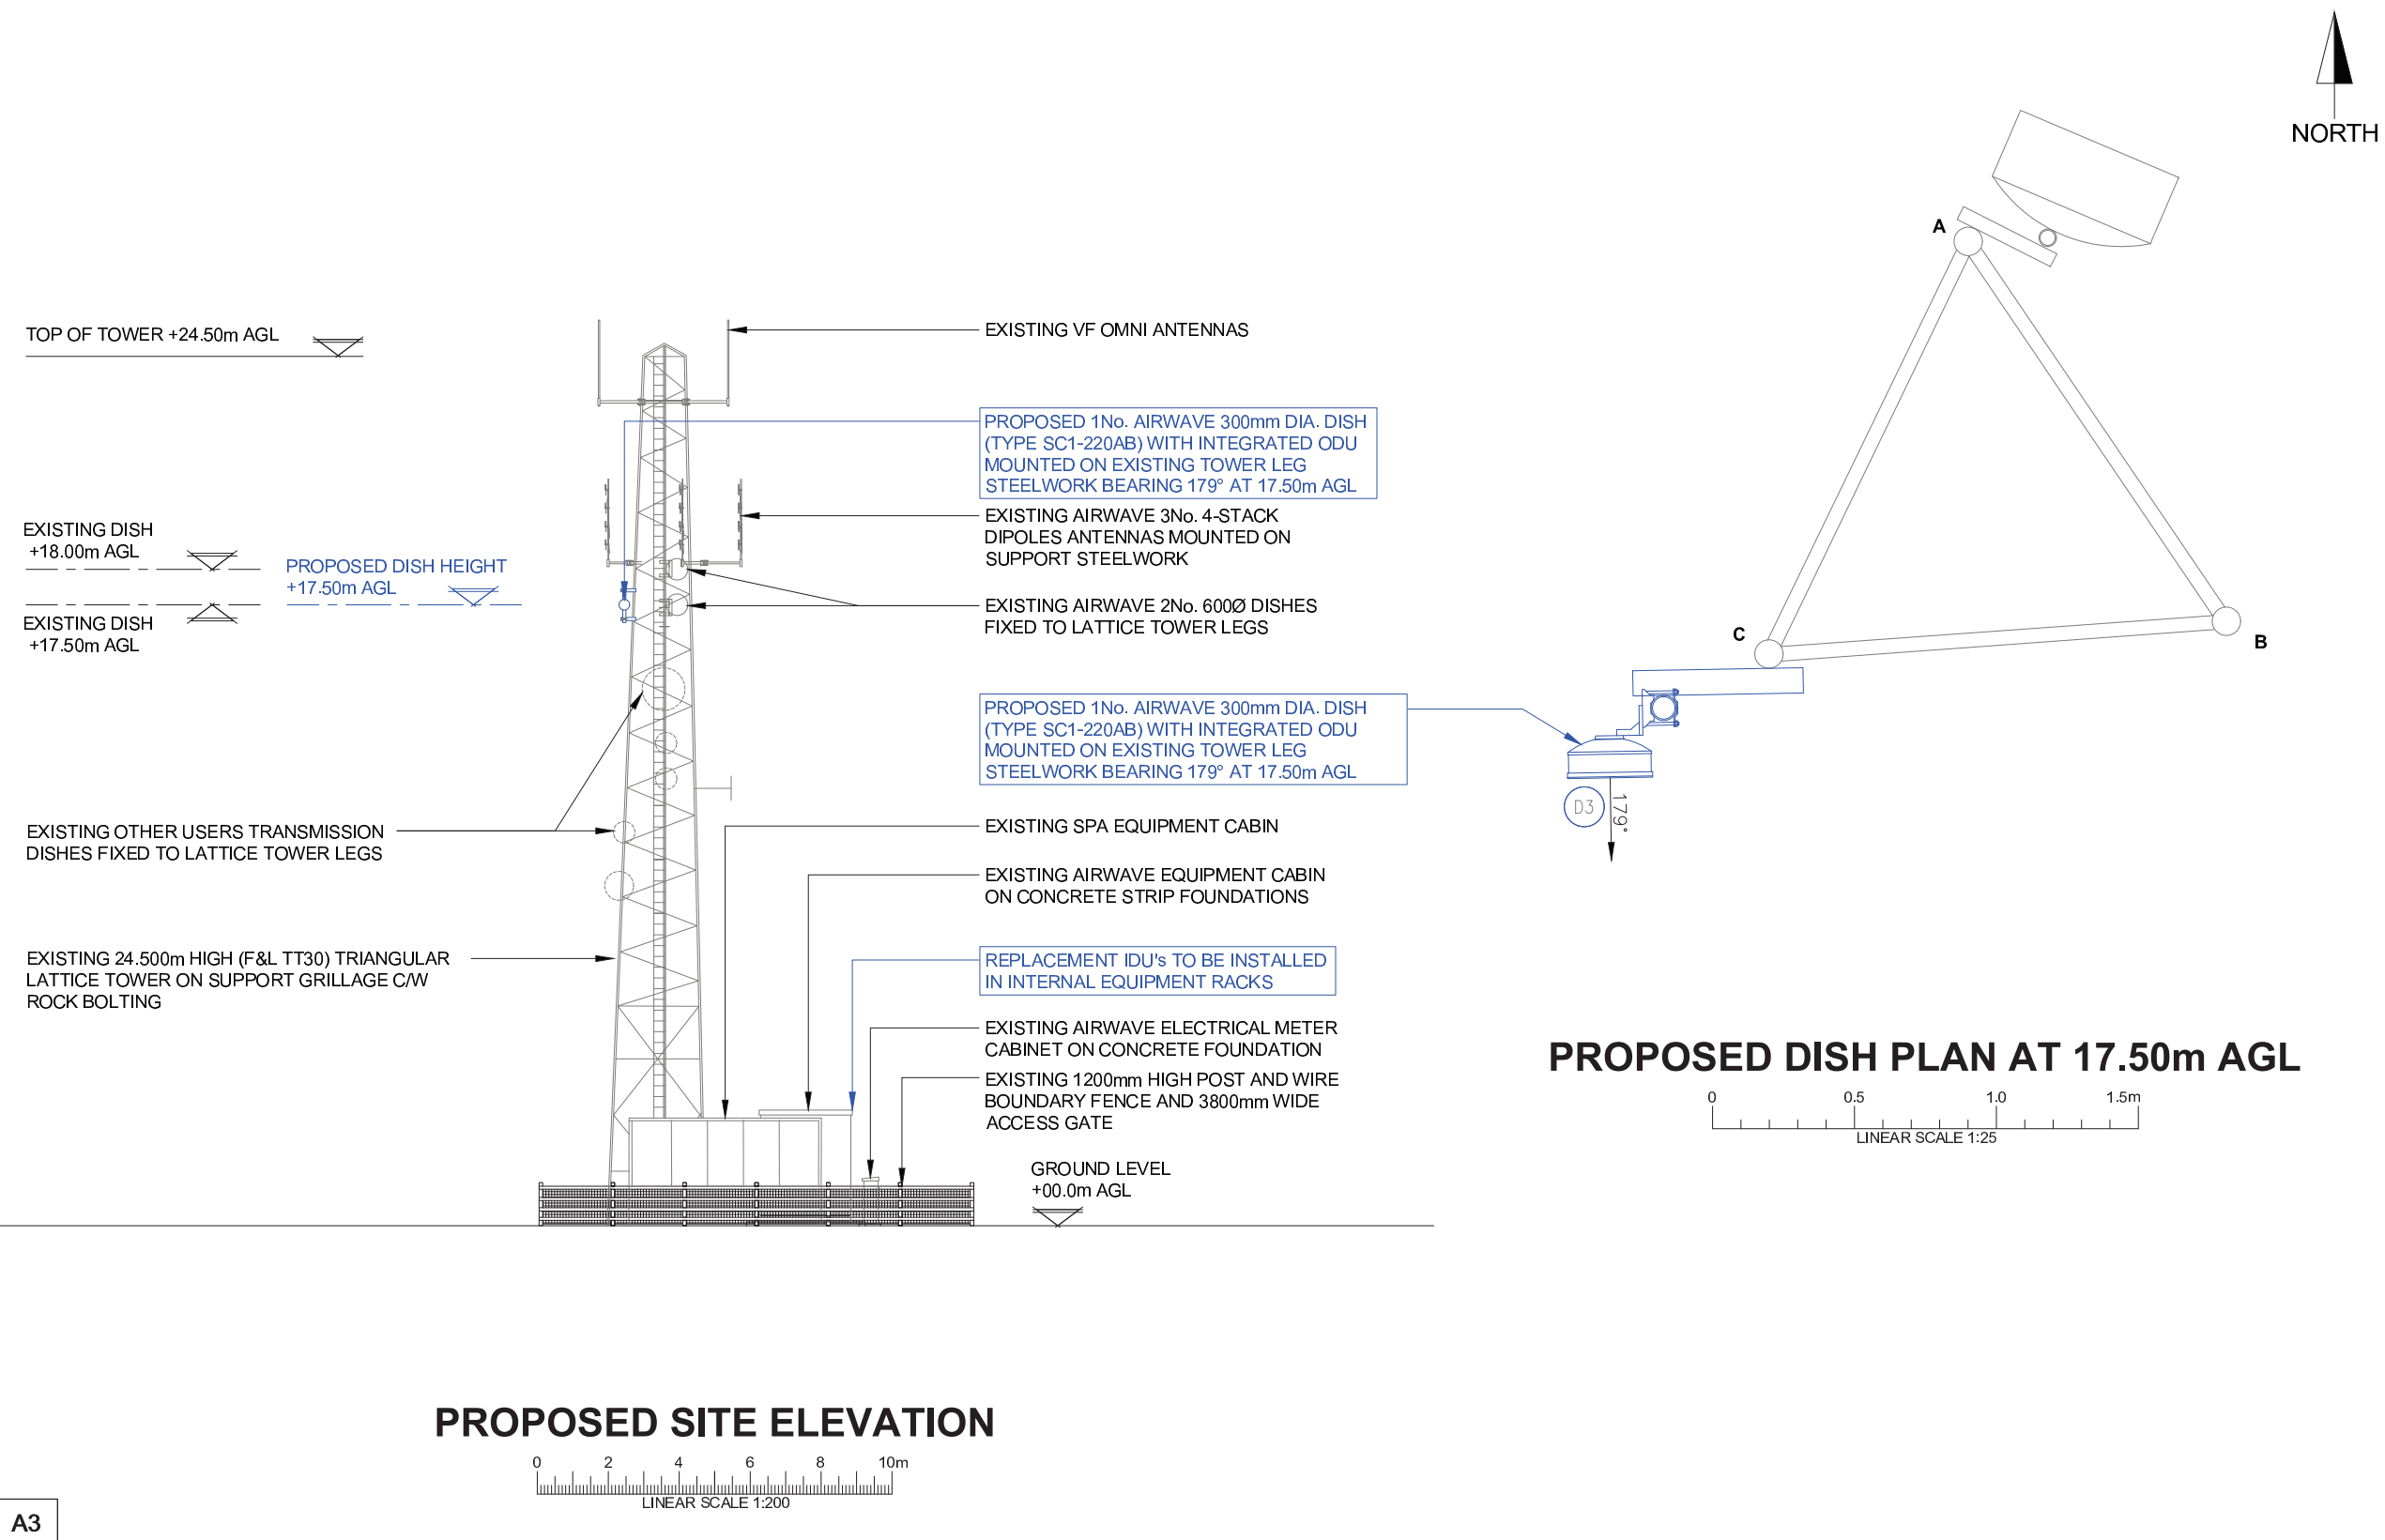 NORTH
A
B
C
TOP OF TOWER +24.50m AGL
EXISTING DISH
+18.00m AGL
PROPOSED DISH HEIGHT
+17.50m AGL
EXISTING DISH
+17.50m AGL
EXISTING OTHER USERS TRANSMISSION
DISHES FIXED TO LATTICE TOWER LEGS
EXISTING 24.500m HIGH (F&L TT30) TRIANGULAR
LATTICE TOWER ON SUPPORT GRILLAGE C/W
ROCK BOLTING
EXISTING VF OMNI ANTENNAS
PROPOSED 1No. AIRWAVE 300mm DIA. DISH
(TYPE SC1-220AB) WITH INTEGRATED ODU
MOUNTED ON EXISTING TOWER LEG
STEELWORK BEARING 179° AT 17.50m AGL
EXISTING AIRWAVE 3No. 4-STACK
DIPOLES ANTENNAS MOUNTED ON
SUPPORT STEELWORK
EXISTING AIRWAVE 2No. 600Ø DISHES
FIXED TO LATTICE TOWER LEGS
PROPOSED 1No. AIRWAVE 300mm DIA. DISH
(TYPE SC1-220AB) WITH INTEGRATED ODU
MOUNTED ON EXISTING TOWER LEG
STEELWORK BEARING 179° AT 17.50m AGL
EXISTING SPA EQUIPMENT CABIN
EXISTING AIRWAVE EQUIPMENT CABIN
ON CONCRETE STRIP FOUNDATIONS
REPLACEMENT IDU's TO BE INSTALLED
IN INTERNAL EQUIPMENT RACKS
EXISTING AIRWAVE ELECTRICAL METER
CABINET ON CONCRETE FOUNDATION
EXISTING 1200mm HIGH POST AND WIRE
BOUNDARY FENCE AND 3800mm WIDE
ACCESS GATE
GROUND LEVEL
+00.0m AGL
D3
179°
PROPOSED DISH PLAN AT 17.50m AGL
0 0.5 1.0 1.5m
LINEAR SCALE 1:25
PROPOSED SITE ELEVATION
0 2 4 6 8 10m
LINEAR SCALE 1:200
A3